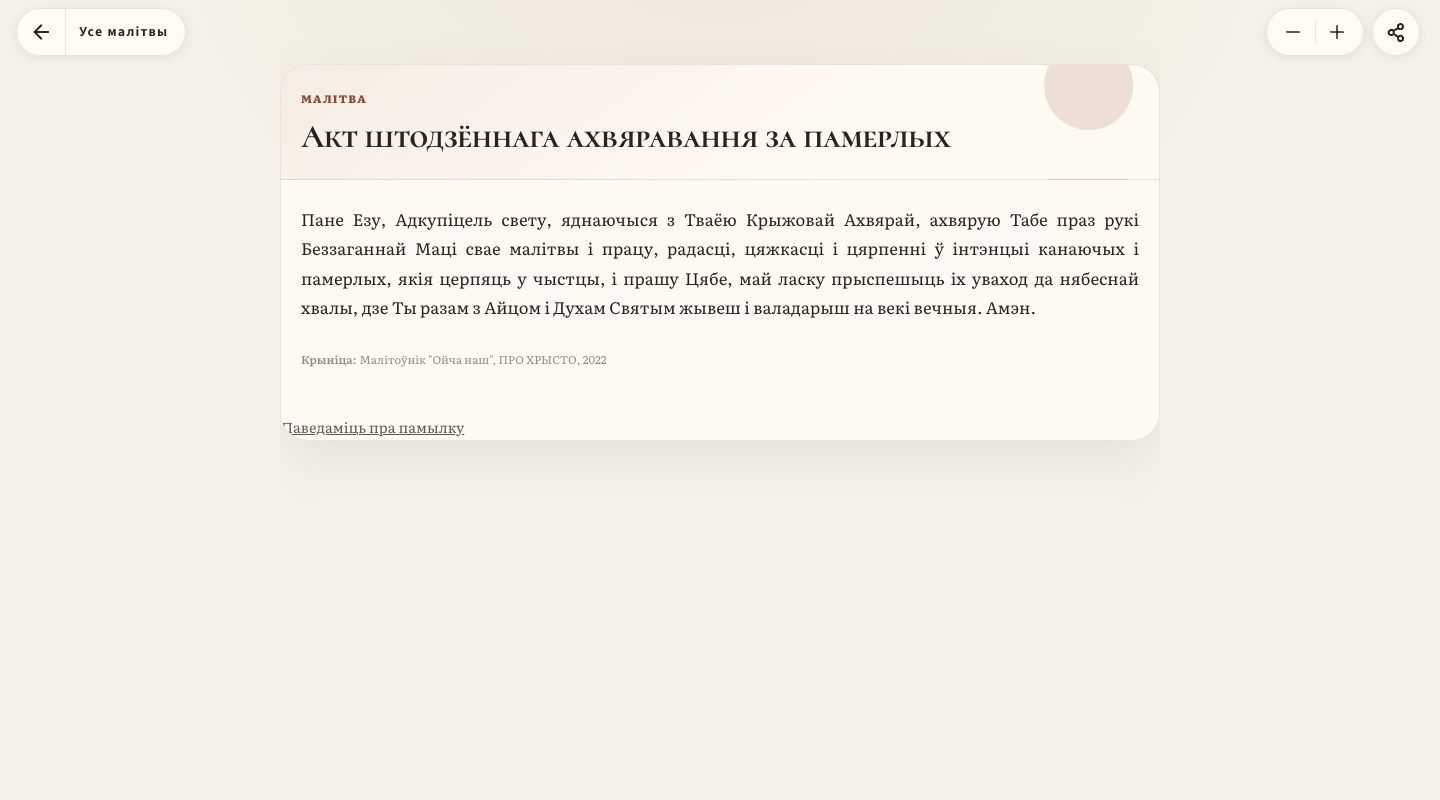 Усе малітвы
МАЛІТВА
Акт штодзённага ахвяравання за памерлых
Пане Езу, Адкупіцель свету, яднаючыся з Тваёю Крыжовай Ахвярай, ахвярую Табе праз рукі
Беззаганнай Маці свае малітвы і працу, радасці, цяжкасці і цярпенні ў інтэнцыі канаючых і
памерлых, якія церпяць у чыстцы, і прашу Цябе, май ласку прыспешыць іх уваход да нябеснай
хвалы, дзе Ты разам з Айцом і Духам Святым жывеш і валадарыш на векі вечныя. Амэн.
Крыніца: Малітоўнік "Ойча наш", ПРО ХРЫСТО, 2022
Паведаміць пра памылку